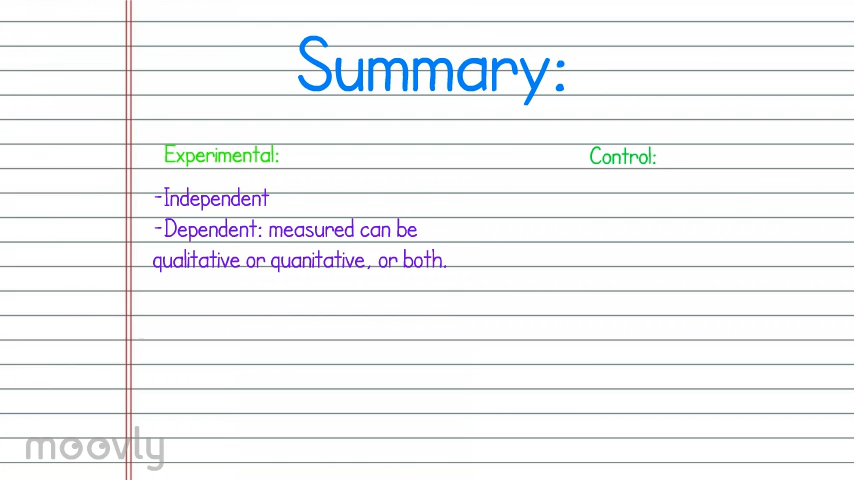 Summary:
Experimental:
Control:
-Independent
-Dependent: measured can be
qualitative or quanitative, or both.
moovly